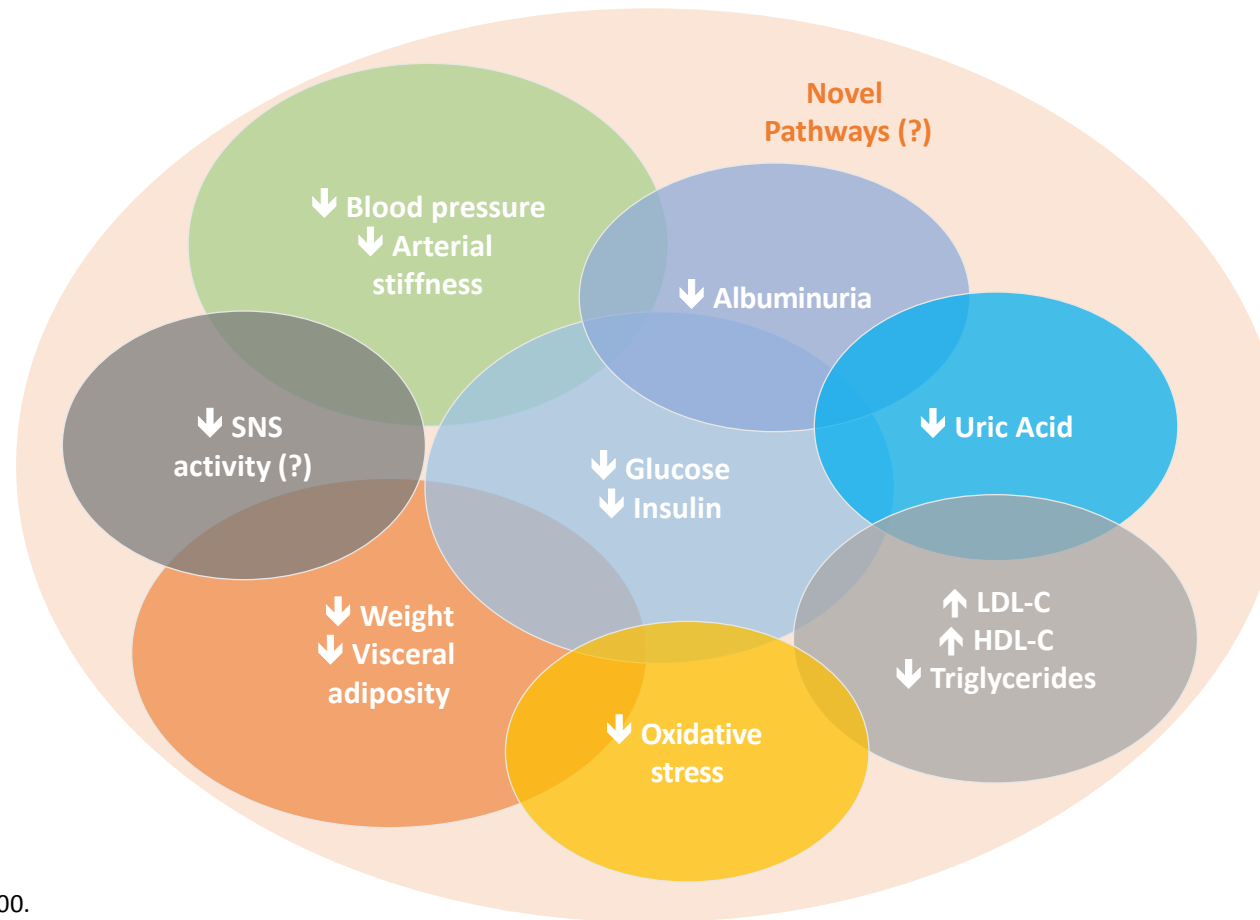 Novel
Pathways (?)
↓ Blood pressure
↓ Arterial
stiffness
↓ Albuminuria
↓ SNS
activity (?)
↓ Uric Acid
↓ Glucose
↓ Insulin
↓ Weight
↓ Visceral
adiposity
↑ LDL-C
↑ HDL-C
↓ Triglycerides
↓ Oxidative
stress
00.